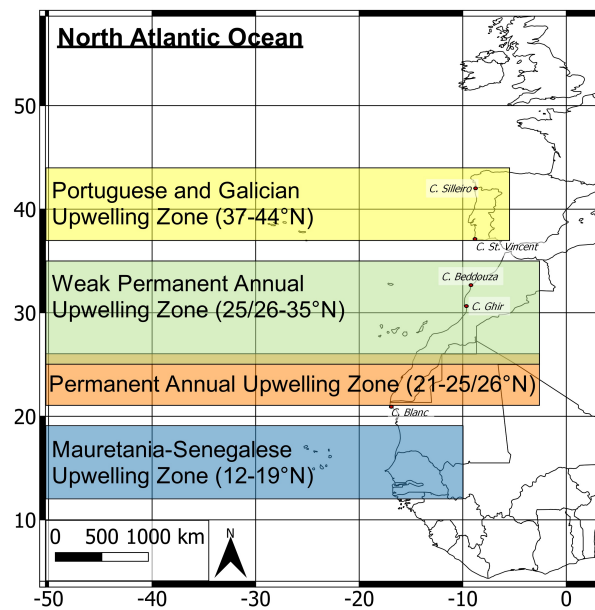 North Atlantic Ocean
50
C. Silleiro
Portuguese and Galician
Upwelling Zone (37-44°N)
40
C. St. Vincent
C. Beddouza
Weak Permanent Annual
Upwelling Zone (25/26-35°N)
30
C. Ghir
Permanent Annual Upwelling Zone (21-25/26°N)
20
C. Blanc
Mauretania-Senegalese
Upwelling Zone (12-19°N)
10
0 500 1000 km
N
-50 -40 -30 -20 -10 0